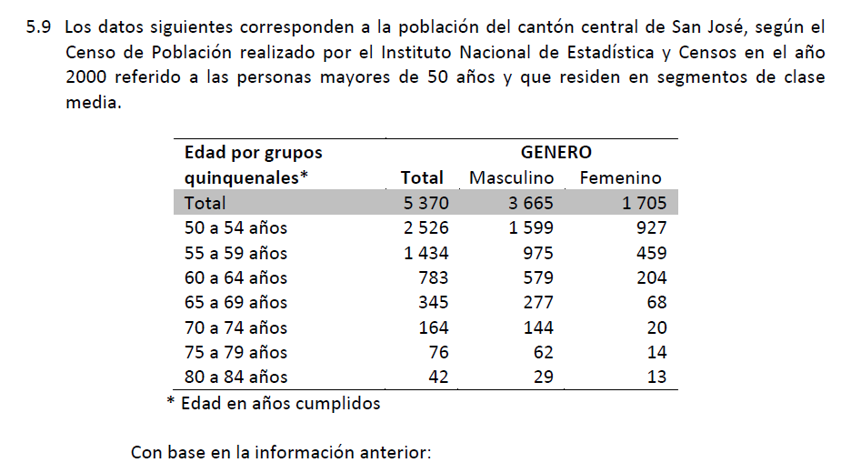 5.9 Los datos siguientes corresponden a la población del cantón central de San José, según el
Censo de Población realizado por el Instituto Nacional de Estadística y Censos en el año
2000 referido a las personas mayores de 50 años y que residen en segmentos de clase
media.
Edad por grupos GENERO
quinquenales* Total Masculino Femenino
Total 5 370 3 665 1 705
50 a 54 años 2 526 1 599 927
55 a 59 años 1 434 975 459
60 a 64 años 783 579 204
65 a 69 años 345 277 68
70 a 74 años 164 144 20
75 a 79 años 76 62 14
80 a 84 años 42 29 13
* Edad en años cumplidos
Con base en la información anterior: